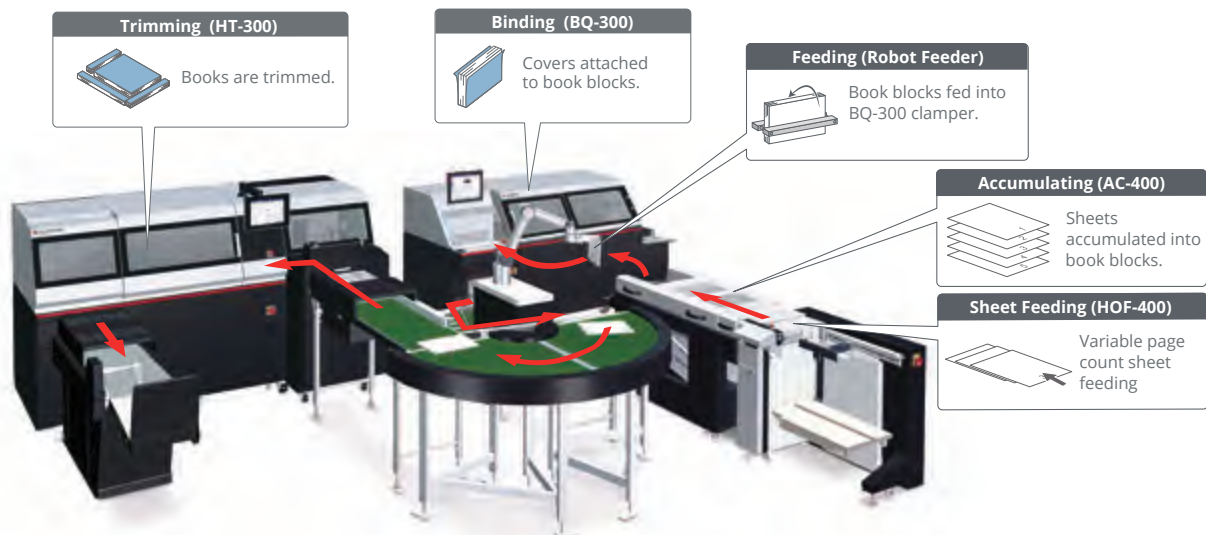 Trimming (HT-300)
Books are trimmed.
Binding (BQ-300)
Covers attached
to book blocks.
Feeding (Robot Feeder)
Book blocks fed into
BQ-300 clamper.
Accumulating (AC-400)
Sheets
accumulated into
book blocks.
Sheet Feeding (HOF-400)
Variable page
count sheet
feeding